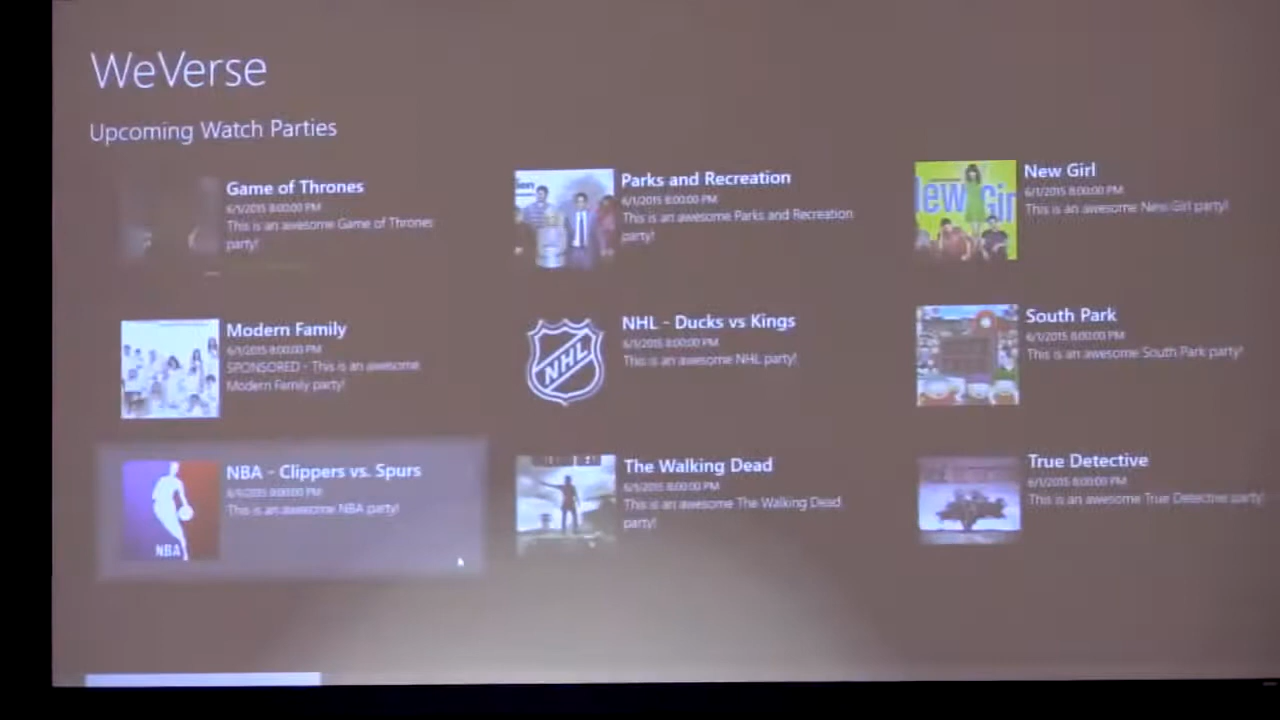 WeVerse
Upcoming Watch Parties
Game of Thrones
6/1/2015 8:00:00 PM
This is an awesome Game of Thrones
party!
Parks and Recreation
6/1/2015 8:00:00 PM
This is an awesome Parks and Recreation
party!
New Girl
6/1/2015 8:00:00 PM
This is an awesome New Girl party!
Modern Family
6/1/2015 8:00:00 PM
SPONSORED - This is an awesome
Modern Family party!
NHL
NHL - Ducks vs Kings
6/1/2015 8:00:00 PM
This is an awesome NHL party!
South Park
6/1/2015 8:00:00 PM
This is an awesome South Park party!
NBA
NBA - Clippers vs. Spurs
6/1/2015 8:00:00 PM
This is an awesome NBA party!
The Walking Dead
6/1/2015 8:00:00 PM
This is an awesome The Walking Dead
party!
True Detective
6/1/2015 8:00:00 PM
This is an awesome True Detective party!